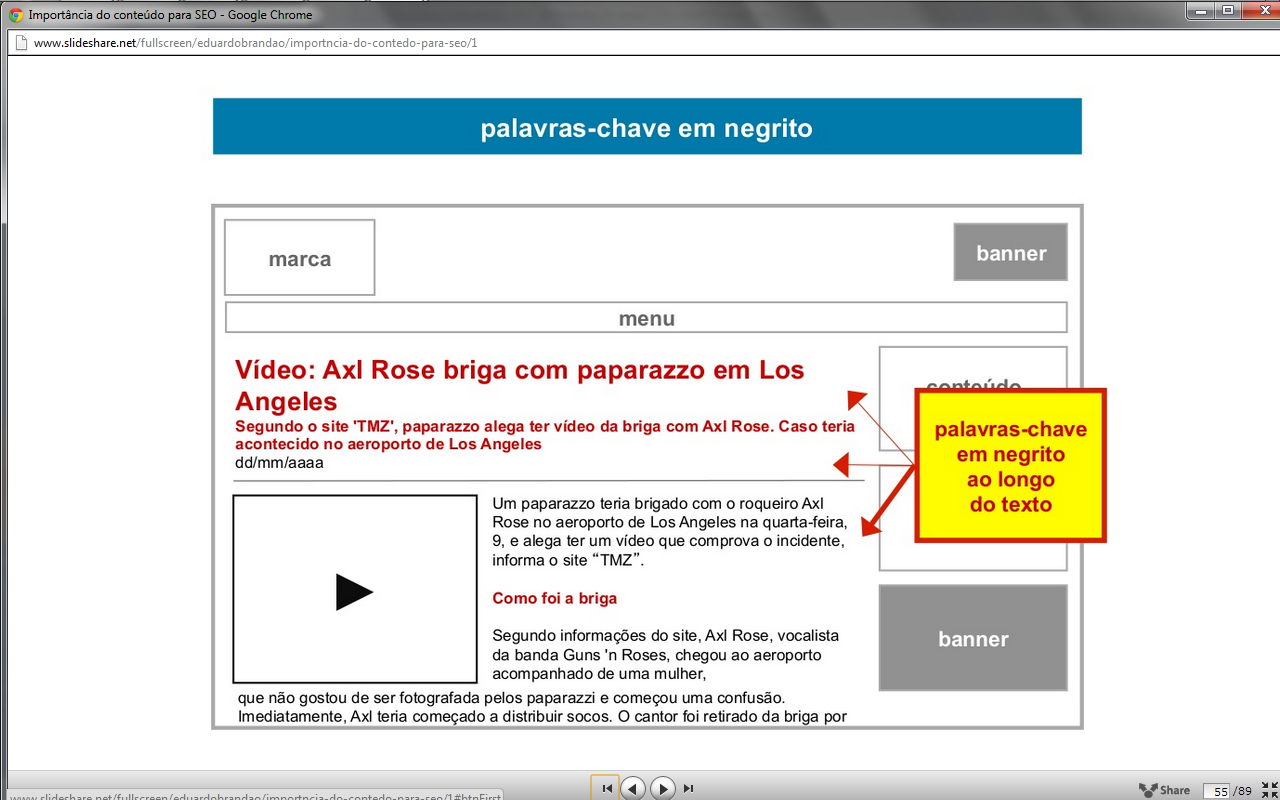 Importância do conteúdo para SEO - Google Chrome
www.slideshare.net/fullscreen/eduardobrandao/importncia-do-contedo-para-seo/1
palavras-chave em negrito
marca
banner
menu
Vídeo: Axl Rose briga com paparazzo em Los
Angeles
Segundo o site 'TMZ', paparazzo alega ter vídeo da briga com Axl Rose. Caso teria
acontecido no aeroporto de Los Angeles
dd/mm/aaaa
conteúdo
palavras-chave
em negrito
ao longo
do texto
Um paparazzo teria brigado com o roqueiro Axl
Rose no aeroporto de Los Angeles na quarta-feira,
9, e alega ter um vídeo que comprova o incidente,
informa o site “TMZ”.
Como foi a briga
Segundo informações do site, Axl Rose, vocalista
da banda Guns 'n Roses, chegou ao aeroporto
acompanhado de uma mulher,
que não gostou de ser fotografada pelos paparazzi e começou uma confusão.
Imediatamente, Axl teria começado a distribuir socos. O cantor foi retirado da briga por
banner
Share
55 /89
www.slideshare.net/fullscreen/eduardobrandao/importncia-do-contedo-para-seo/1#btnFirst